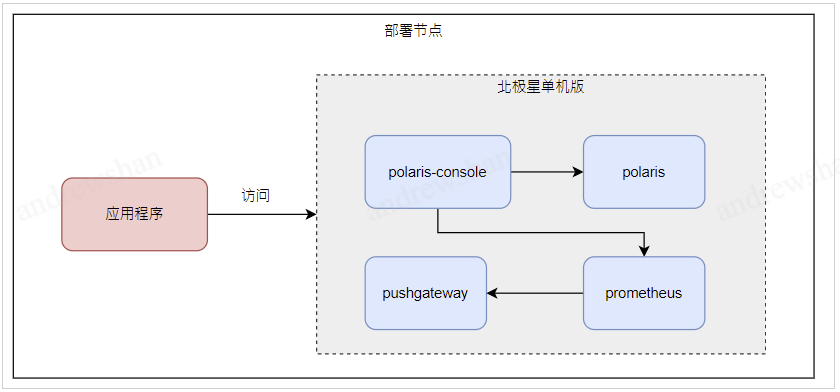 部署节点
北极星单机版
polaris-console
polaris
访问
应用程序
pushgateway
prometheus
andrewshan
andrewshan
andrewshan